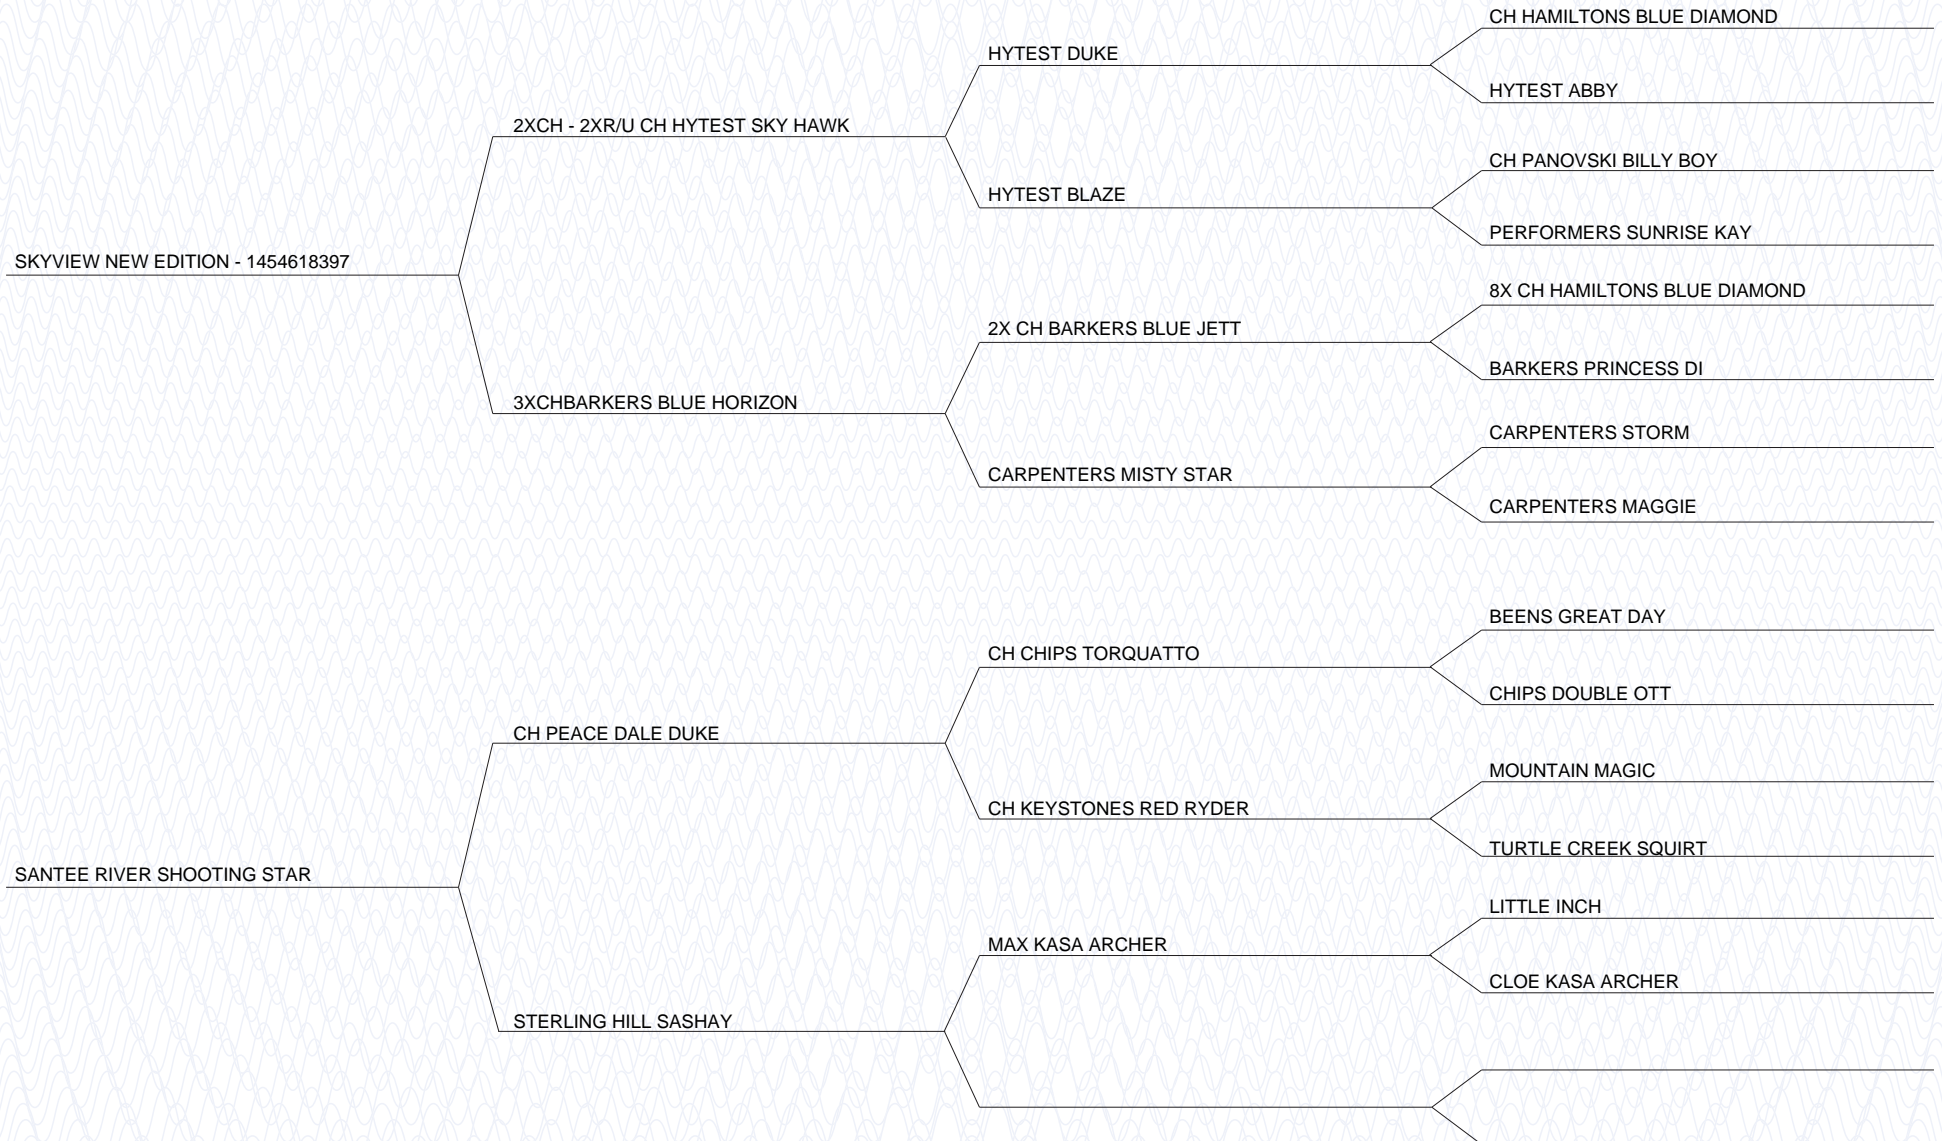 CH HAMILTONS BLUE DIAMOND
HYTEST DUKE
HYTEST ABBY
2XCH - 2XR/U CH HYTEST SKY HAWK
CH PANOVSKI BILLY BOY
HYTEST BLAZE
PERFORMERS SUNRISE KAY
SKYVIEW NEW EDITION - 1454618397
8X CH HAMILTONS BLUE DIAMOND
2X CH BARKERS BLUE JETT
BARKERS PRINCESS DI
3XCHBARKERS BLUE HORIZON
CARPENTERS STORM
CARPENTERS MISTY STAR
CARPENTERS MAGGIE
BEENS GREAT DAY
CH CHIPS TORQUATTO
CHIPS DOUBLE OTT
CH PEACE DALE DUKE
MOUNTAIN MAGIC
CH KEYSTONES RED RYDER
TURTLE CREEK SQUIRT
SANTEE RIVER SHOOTING STAR
LITTLE INCH
MAX KASA ARCHER
CLOE KASA ARCHER
STERLING HILL SASHAY